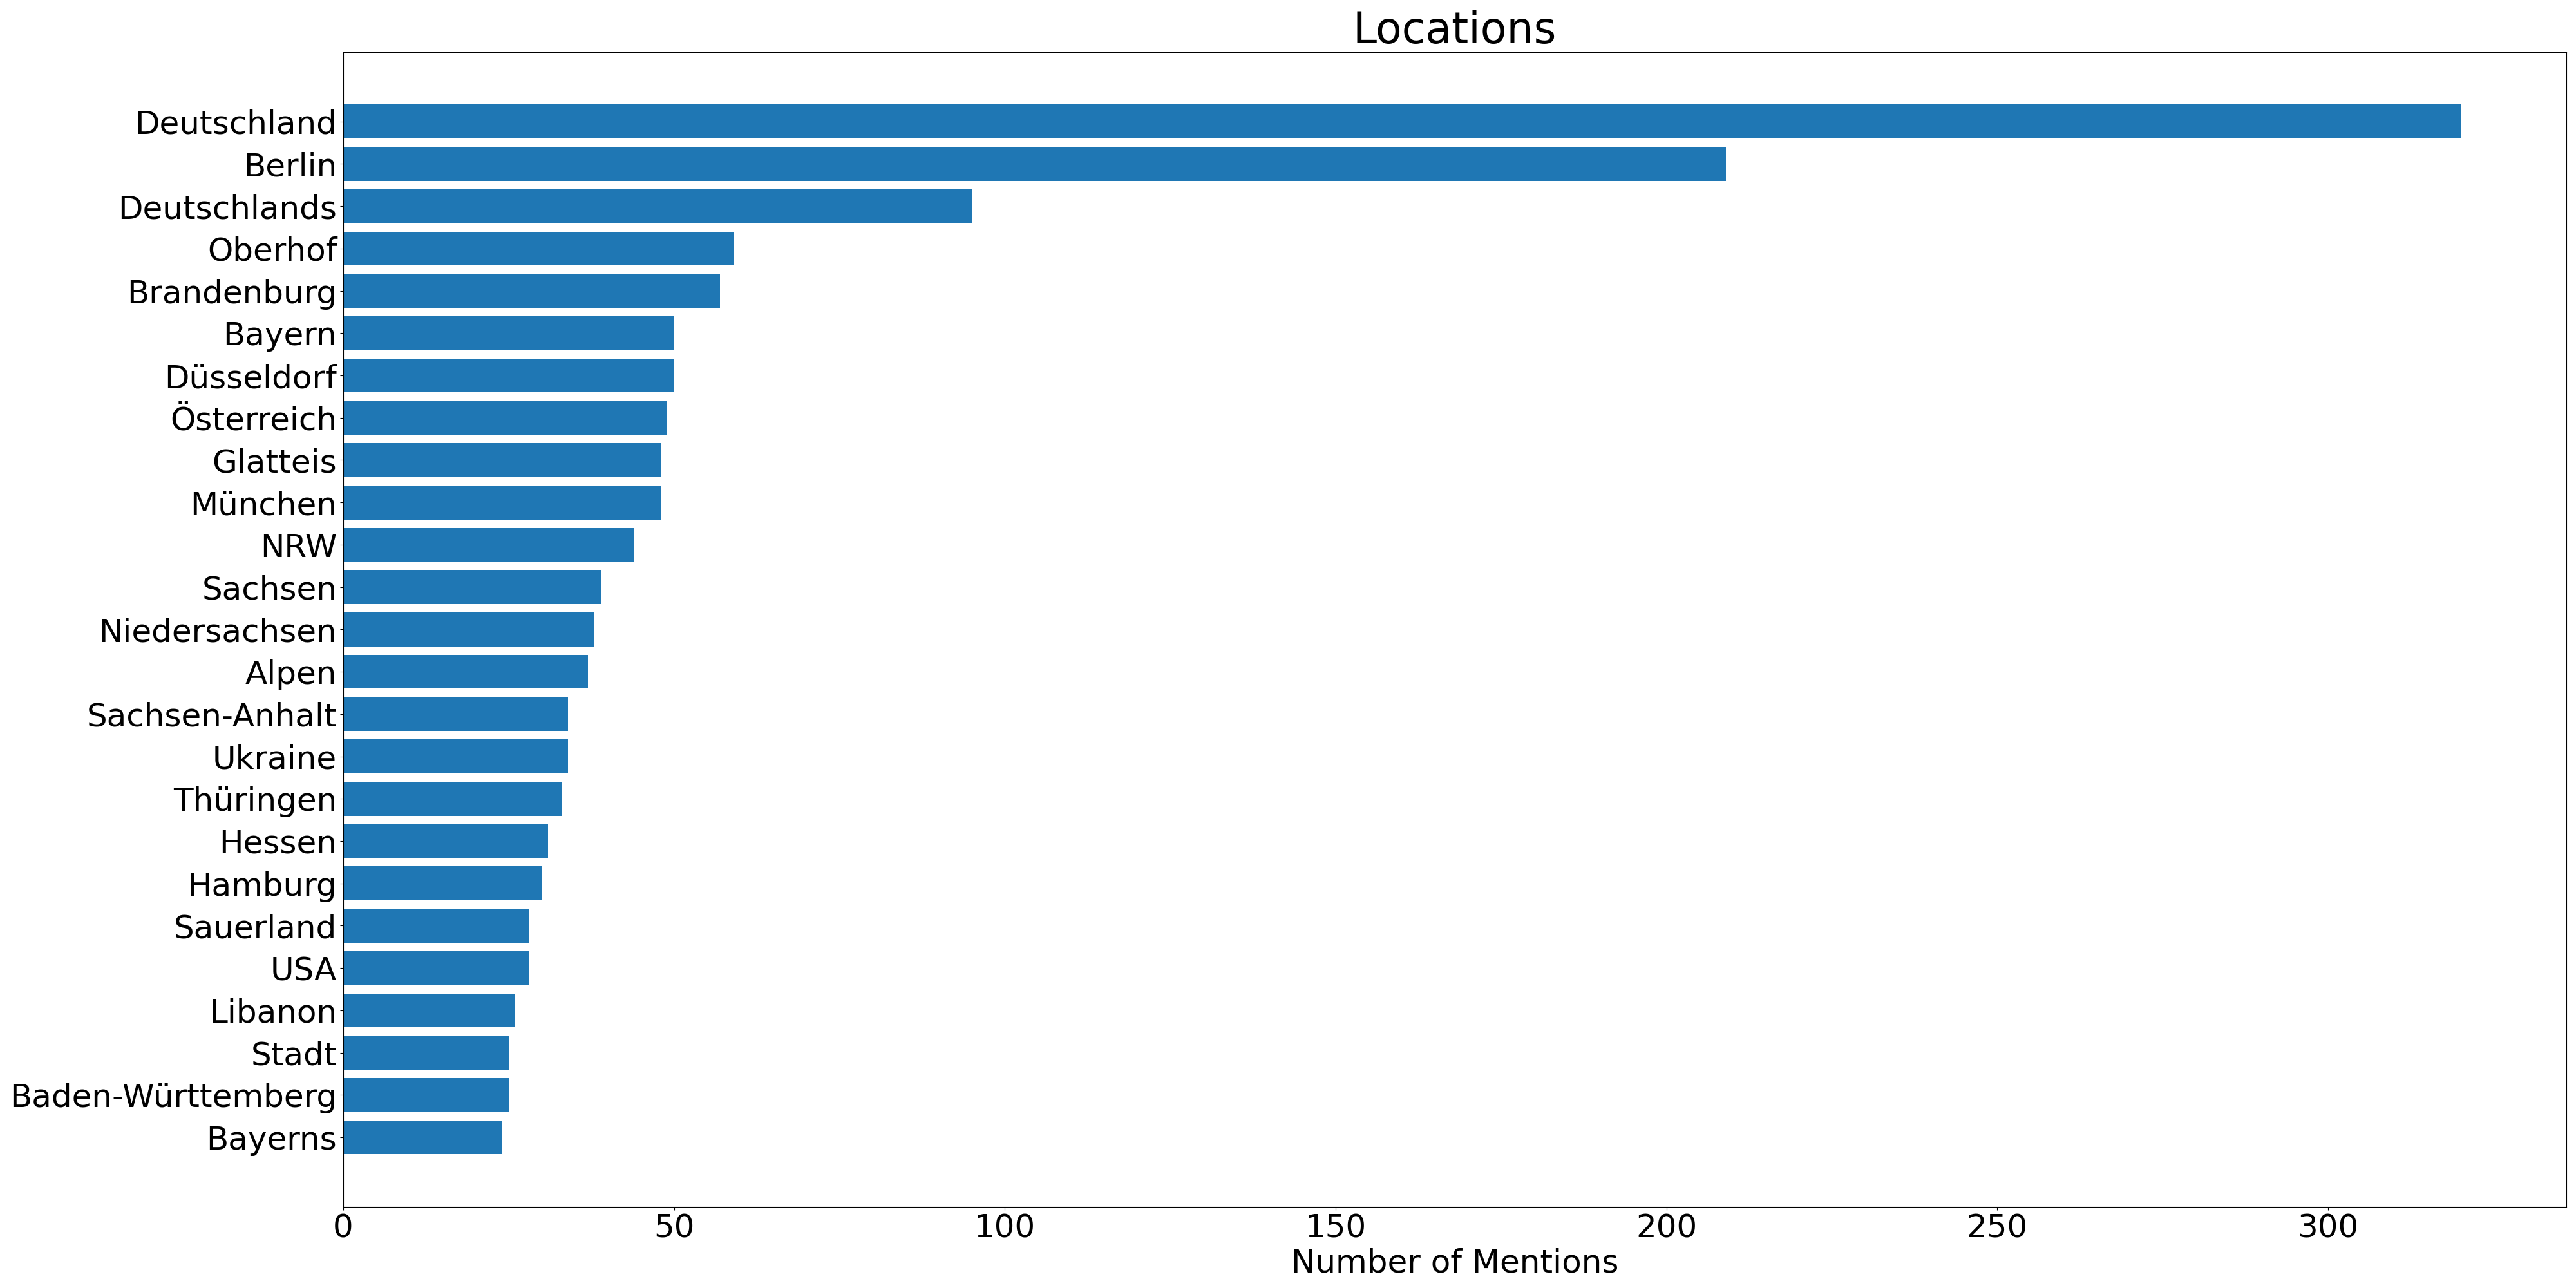 Locations
Deutschland
Berlin
Deutschlands
Oberhof
Brandenburg
Bayern
Düsseldorf
Österreich
Glatteis
München
NRW
Sachsen
Niedersachsen
Alpen
Sachsen-Anhalt
Ukraine
Thüringen
Hessen
Hamburg
Sauerland
USA
Libanon
Stadt
Baden-Württemberg
Bayerns
0 50 100 150 200 250 300
Number of Mentions